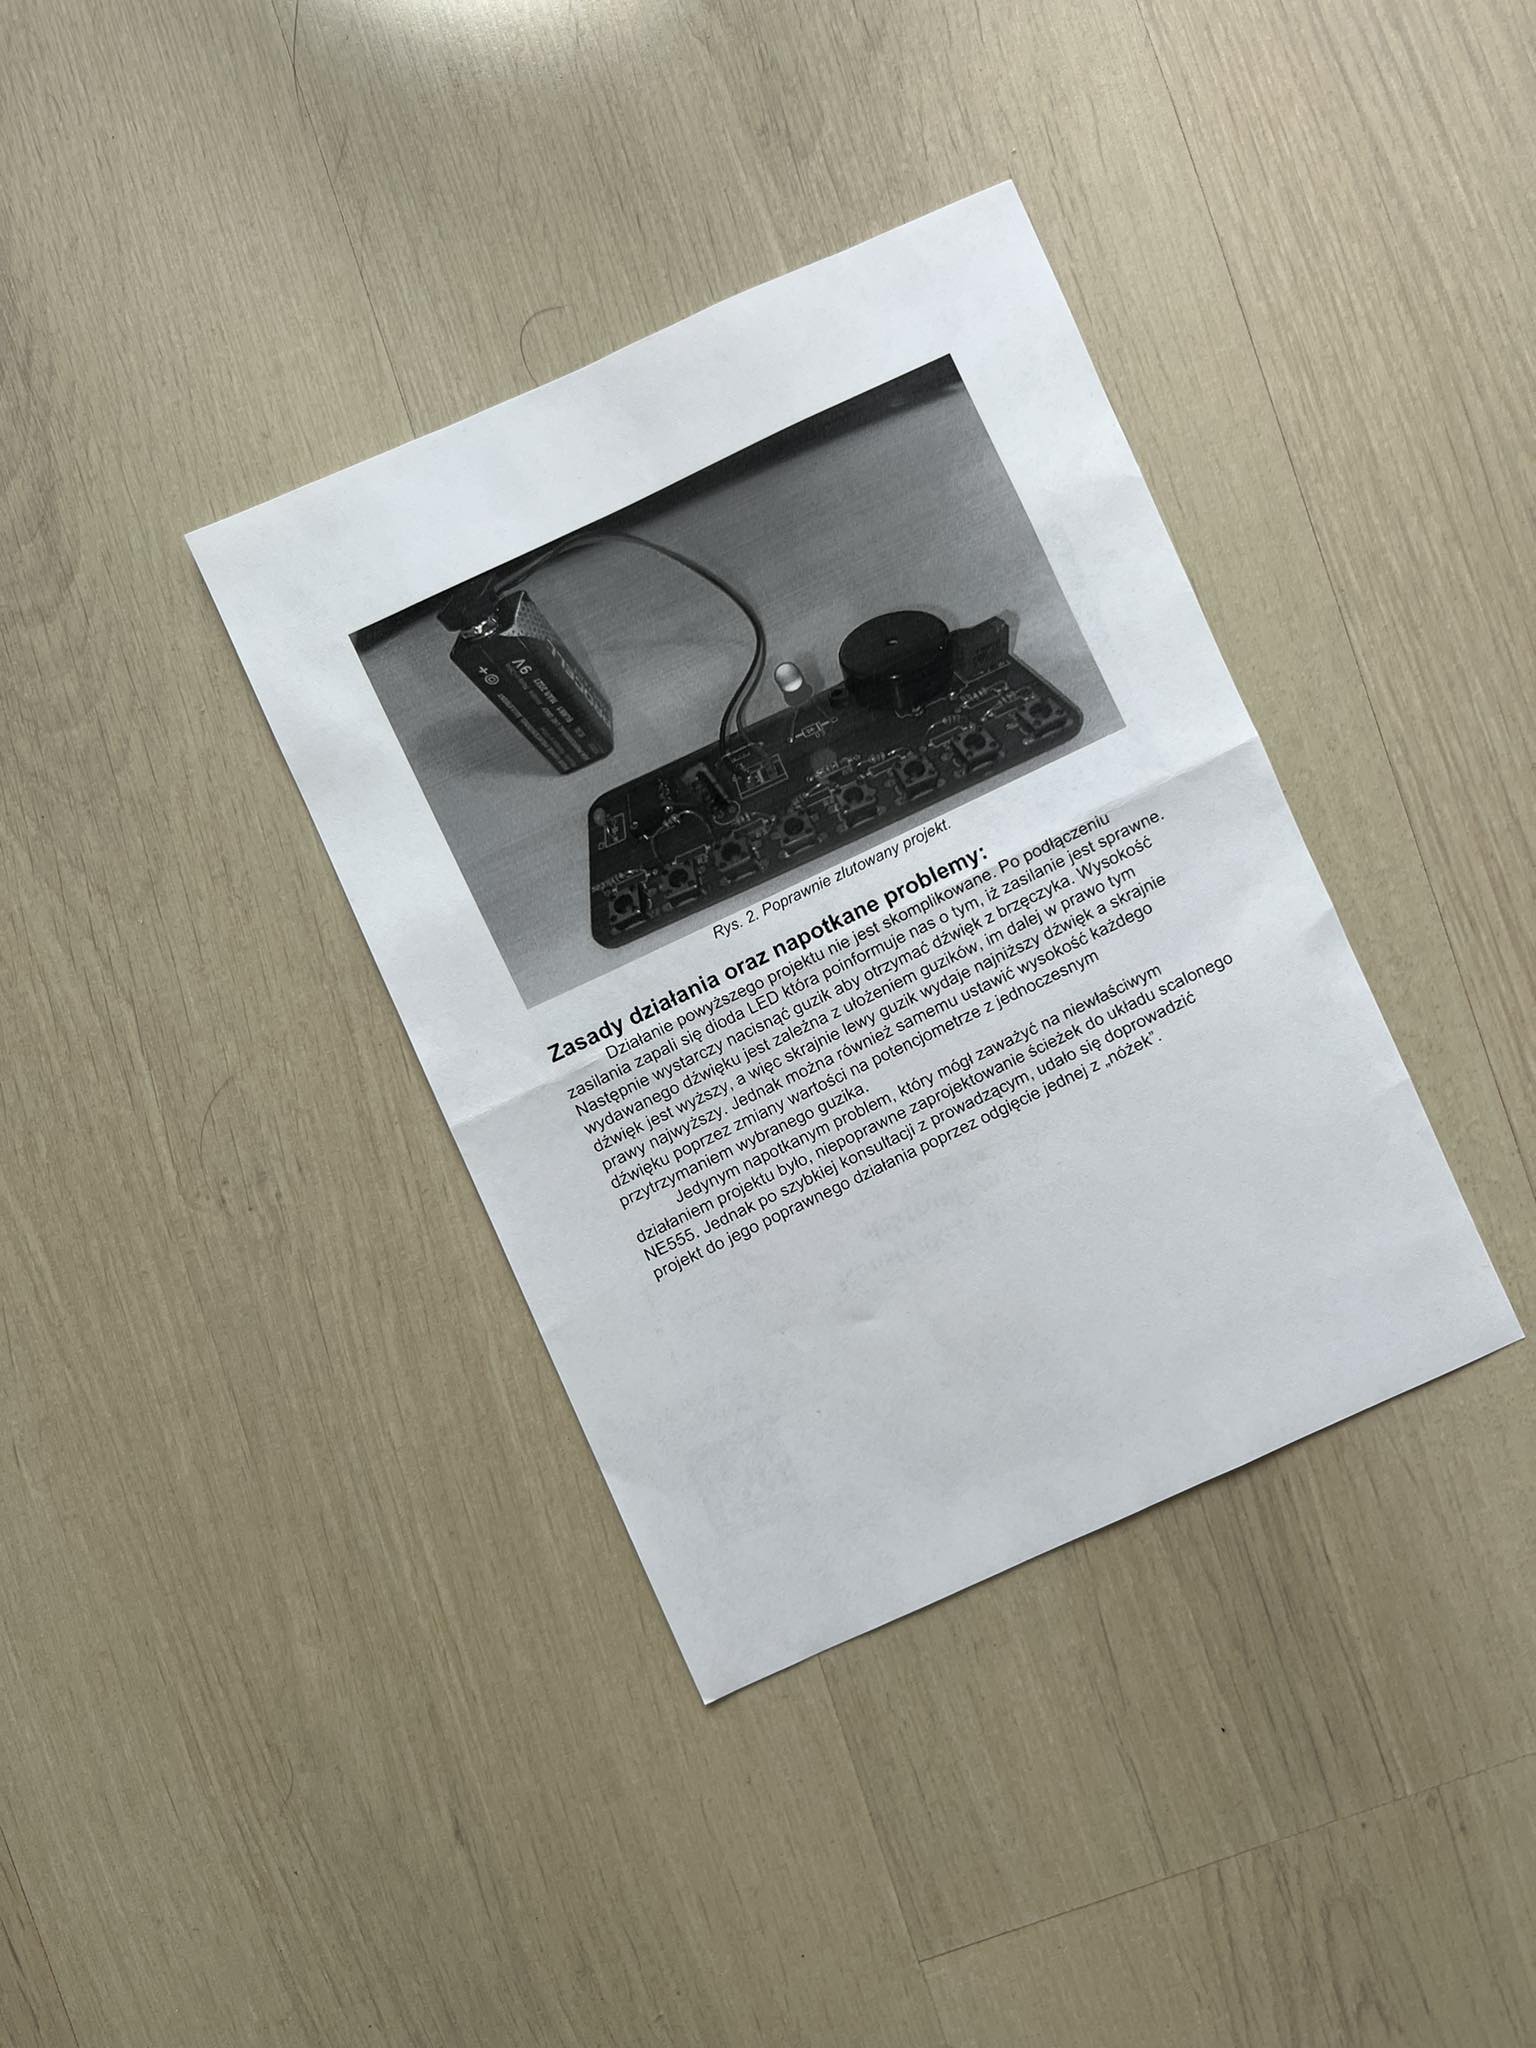 9V
Rys. 2. Poprawnie zlutowany projekt.
Zasady działania oraz napotkane problemy:
Działanie powyższego projektu nie jest skomplikowane. Po podłączeniu
zasilania zapali się dioda LED która poinformuje nas o tym, iż zasilanie jest sprawne.
Następnie wystarczy nacisnąć guzik aby otrzymać dźwięk z brzęczyka. Wysokość
wydawanego dźwięku jest zależna z ułożeniem guzików, im dalej w prawo tym
dźwięk jest wyższy, a więc skrajnie lewy guzik wydaje najniższy dźwięk a skrajnie
prawy najwyższy. Jednak można również samemu ustawić wysokość każdego
dźwięku poprzez zmiany wartości na potencjometrze z jednoczesnym
przytrzymaniem wybranego guzika.
Jedynym napotkanym problem, który mógł zaważyć na niewłaściwym
działaniem projektu było, niepoprawne zaprojektowanie ścieżek do układu scalonego
NE555. Jednak po szybkiej konsultacji z prowadzącym, udało się doprowadzić
projekt do jego poprawnego działania poprzez odgięcie jednej z „nóżek”.